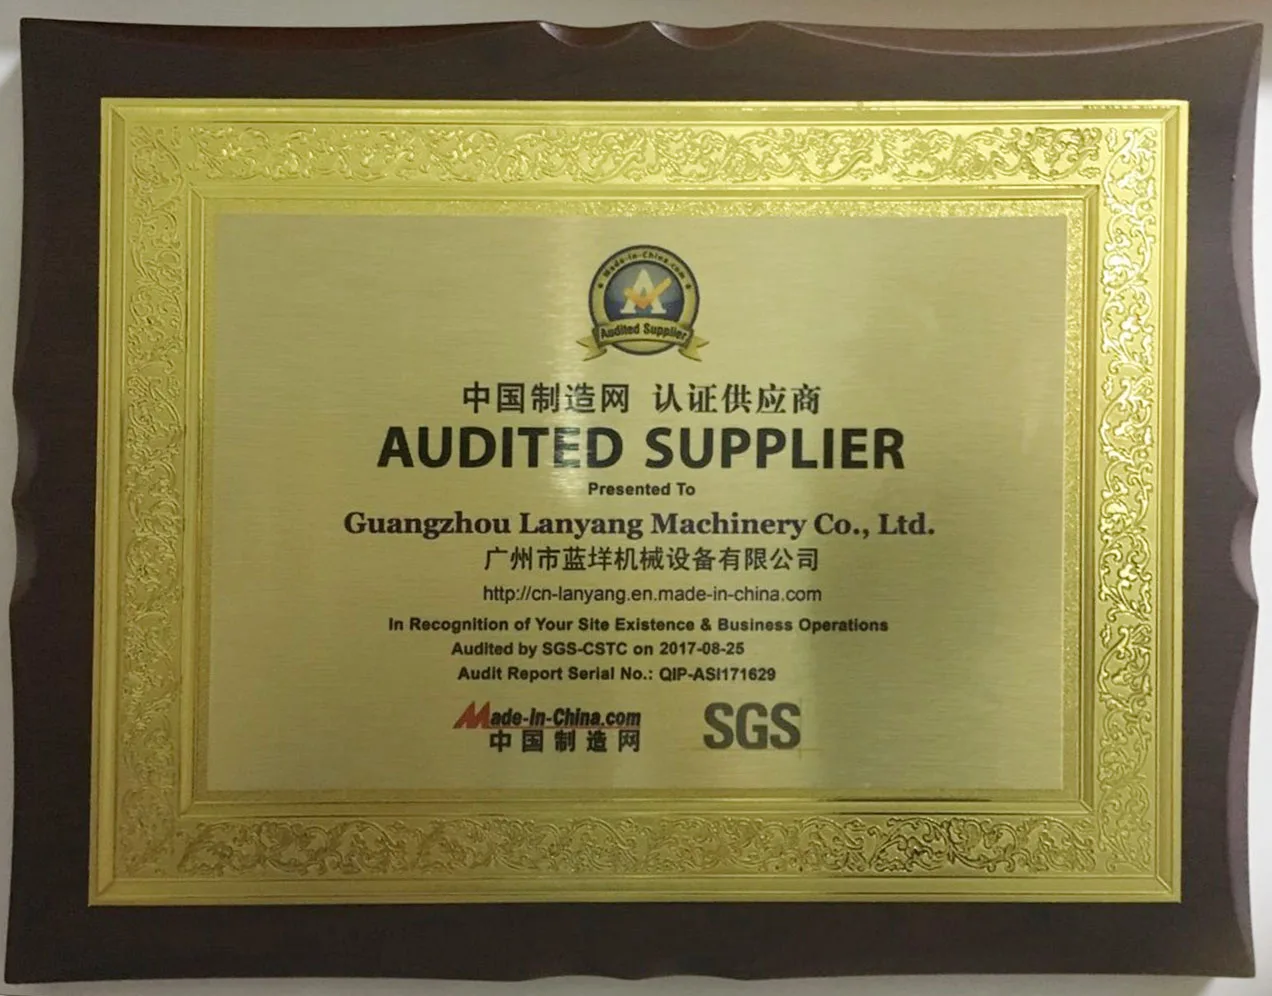 Made-in-China.com
A
Audited Supplier
中国制造网 认证供应商
AUDITED SUPPLIER
Presented To
Guangzhou Lanyang Machinery Co., Ltd.
广州市蓝垟机械设备有限公司
http://cn-lanyang.en.made-in-china.com
In Recognition of Your Site Existence & Business Operations
Audited by SGS-CSTC on 2017-08-25
Audit Report Serial No.: QIP-ASI171629
Made-in-China.com
中国制造网
SGS